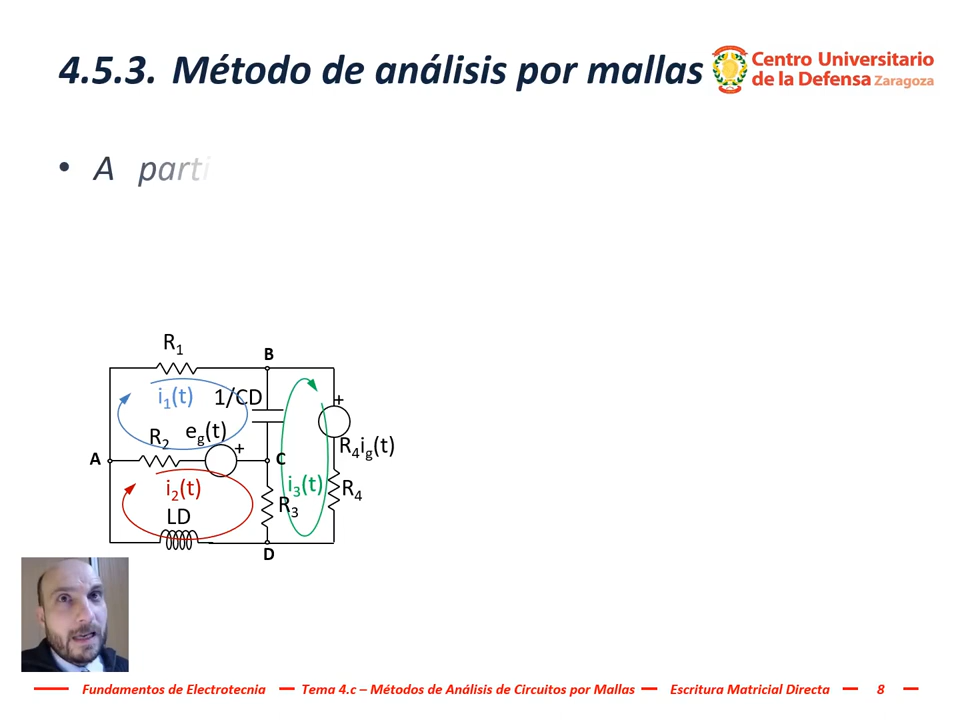 4.5.3. Método de análisis por mallas
Centro Universitario
de la Defensa Zaragoza
• A parti
R1
B
i1(t)
1/CD
+
eg(t)
R2
+
R4ig(t)
A
C
i2(t)
i3(t)
R4
R3
LD
D
Fundamentos de Electrotecnia
Tema 4.c – Métodos de Análisis de Circuitos por Mallas
Escritura Matricial Directa
8